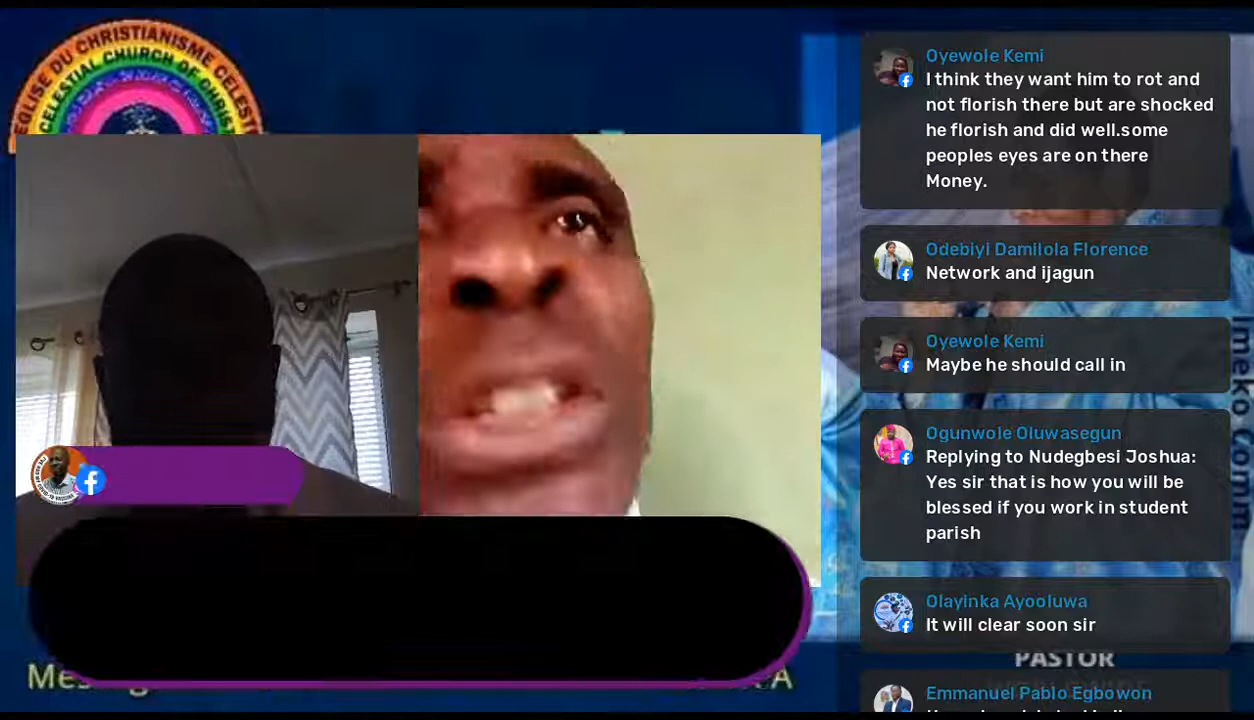 EGLISE DU CHRISTIANISME CELESTE
CELESTIAL CHURCH OF CHRIST
Oyewole Kemi
I think they want him to rot and
not florish there but are shocked
he florish and did well.some
peoples eyes are on there
Money.
Odebiyi Damilola Florence
Network and ijagun
Oyewole Kemi
Maybe he should call in
Ogunwole Oluwasegun
Replying to Nudegbesi Joshua:
Yes sir that is how you will be
blessed if you work in student
parish
Olayinka Ayooluwa
It will clear soon sir
PASTOR
Emmanuel Pablo Egbowon